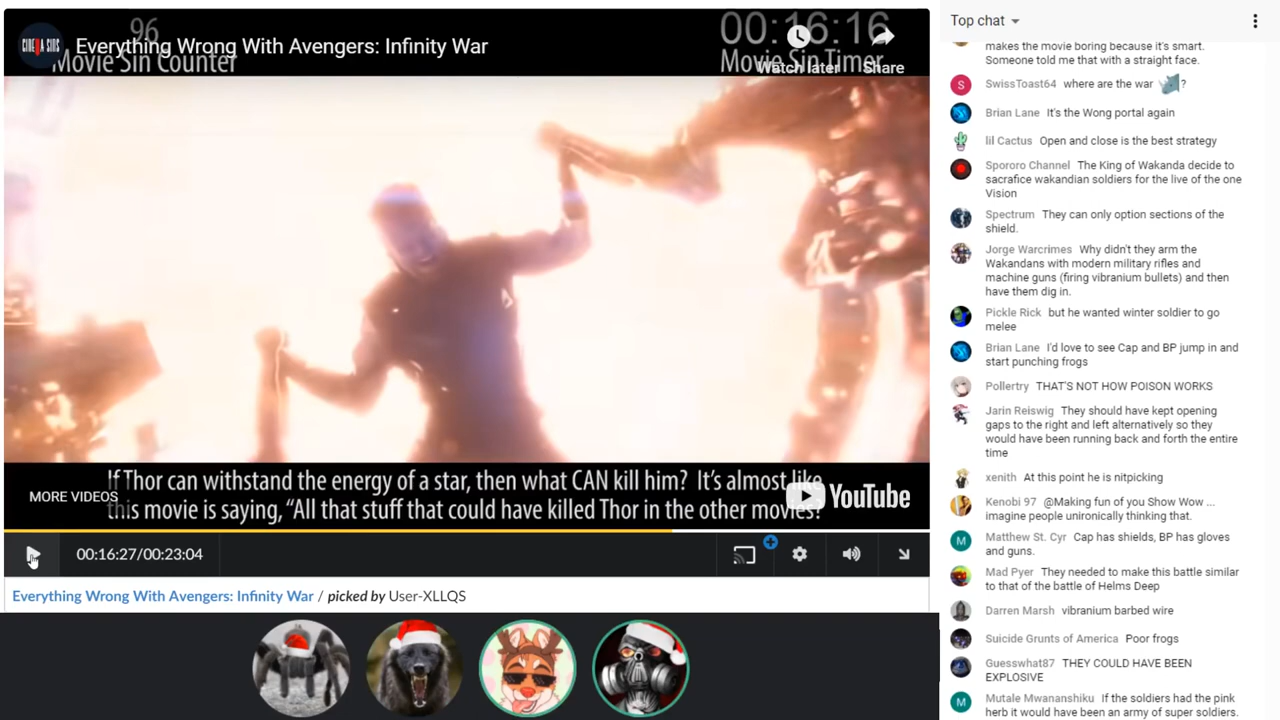 96
Movie Sin Counter
CINEMA SINS
Everything Wrong With Avengers: Infinity War
00:16:16
Movie Sin Timer
Watch later
Share
If Thor can withstand the energy of a star, then what CAN kill him? It's almost like
this movie is saying, "All that stuff that could have killed Thor in the other movies?
MORE VIDEOS
YouTube
00:16:27/00:23:04
Everything Wrong With Avengers: Infinity War / picked by User-XLLQS
Top chat
makes the movie boring because it's smart.
Someone told me that with a straight face.
S
SwissToast64 where are the war ?
Brian Lane It's the Wong portal again
lil Cactus Open and close is the best strategy
Spororo Channel The King of Wakanda decide to
sacrafice wakandian soldiers for the live of the one
Vision
Spectrum They can only option sections of the
shield.
Jorge Warcrimes Why didn't they arm the
Wakandans with modern military rifles and
machine guns (firing vibranium bullets) and then
have them dig in.
Pickle Rick but he wanted winter soldier to go
melee
Brian Lane I'd love to see Cap and BP jump in and
start punching frogs
Pollertry THAT'S NOT HOW POISON WORKS
Jarin Reiswig They should have kept opening
gaps to the right and left alternatively so they
would have been running back and forth the entire
time
xenith At this point he is nitpicking
Kenobi 97 @Making fun of you Show Wow ...
imagine people unironically thinking that.
M
Matthew St. Cyr Cap has shields, BP has gloves
and guns.
Mad Pyer They needed to make this battle similar
to that of the battle of Helms Deep
Darren Marsh vibranium barbed wire
Suicide Grunts of America Poor frogs
Guesswhat87 THEY COULD HAVE BEEN
EXPLOSIVE
M
Mutale Mwananshiku If the soldiers had the pink
herb it would have been an army of super soldiers.